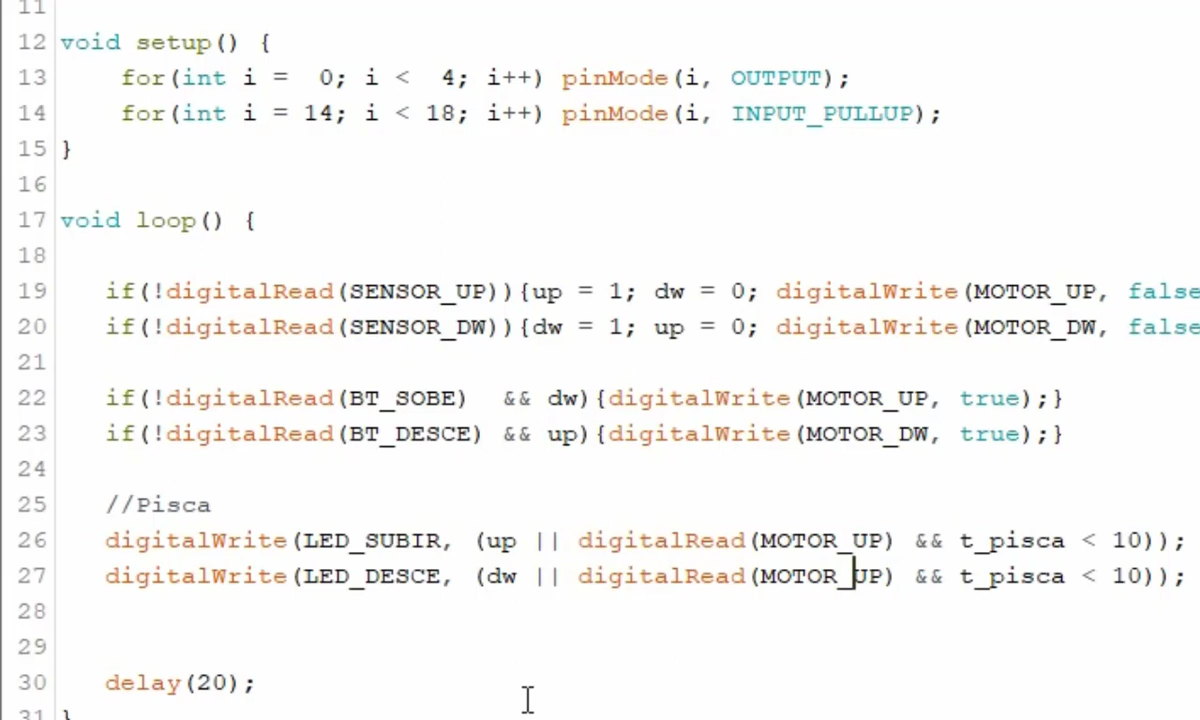 11
12 void setup() {
13     for(int i =  0; i <  4; i++) pinMode(i, OUTPUT);
14     for(int i = 14; i < 18; i++) pinMode(i, INPUT_PULLUP);
15 }
16
17 void loop() {
18
19    if(!digitalRead(SENSOR_UP)){up = 1; dw = 0; digitalWrite(MOTOR_UP, false
20    if(!digitalRead(SENSOR_DW)){dw = 1; up = 0; digitalWrite(MOTOR_DW, false
21
22    if(!digitalRead(BT_SOBE)  && dw){digitalWrite(MOTOR_UP, true);}
23    if(!digitalRead(BT_DESCE) && up){digitalWrite(MOTOR_DW, true);}
24
25    //Pisca
26    digitalWrite(LED_SUBIR, (up || digitalRead(MOTOR_UP) && t_pisca < 10));
27    digitalWrite(LED_DESCE, (dw || digitalRead(MOTOR_UP) && t_pisca < 10));
28
29
30    delay(20);
31 }